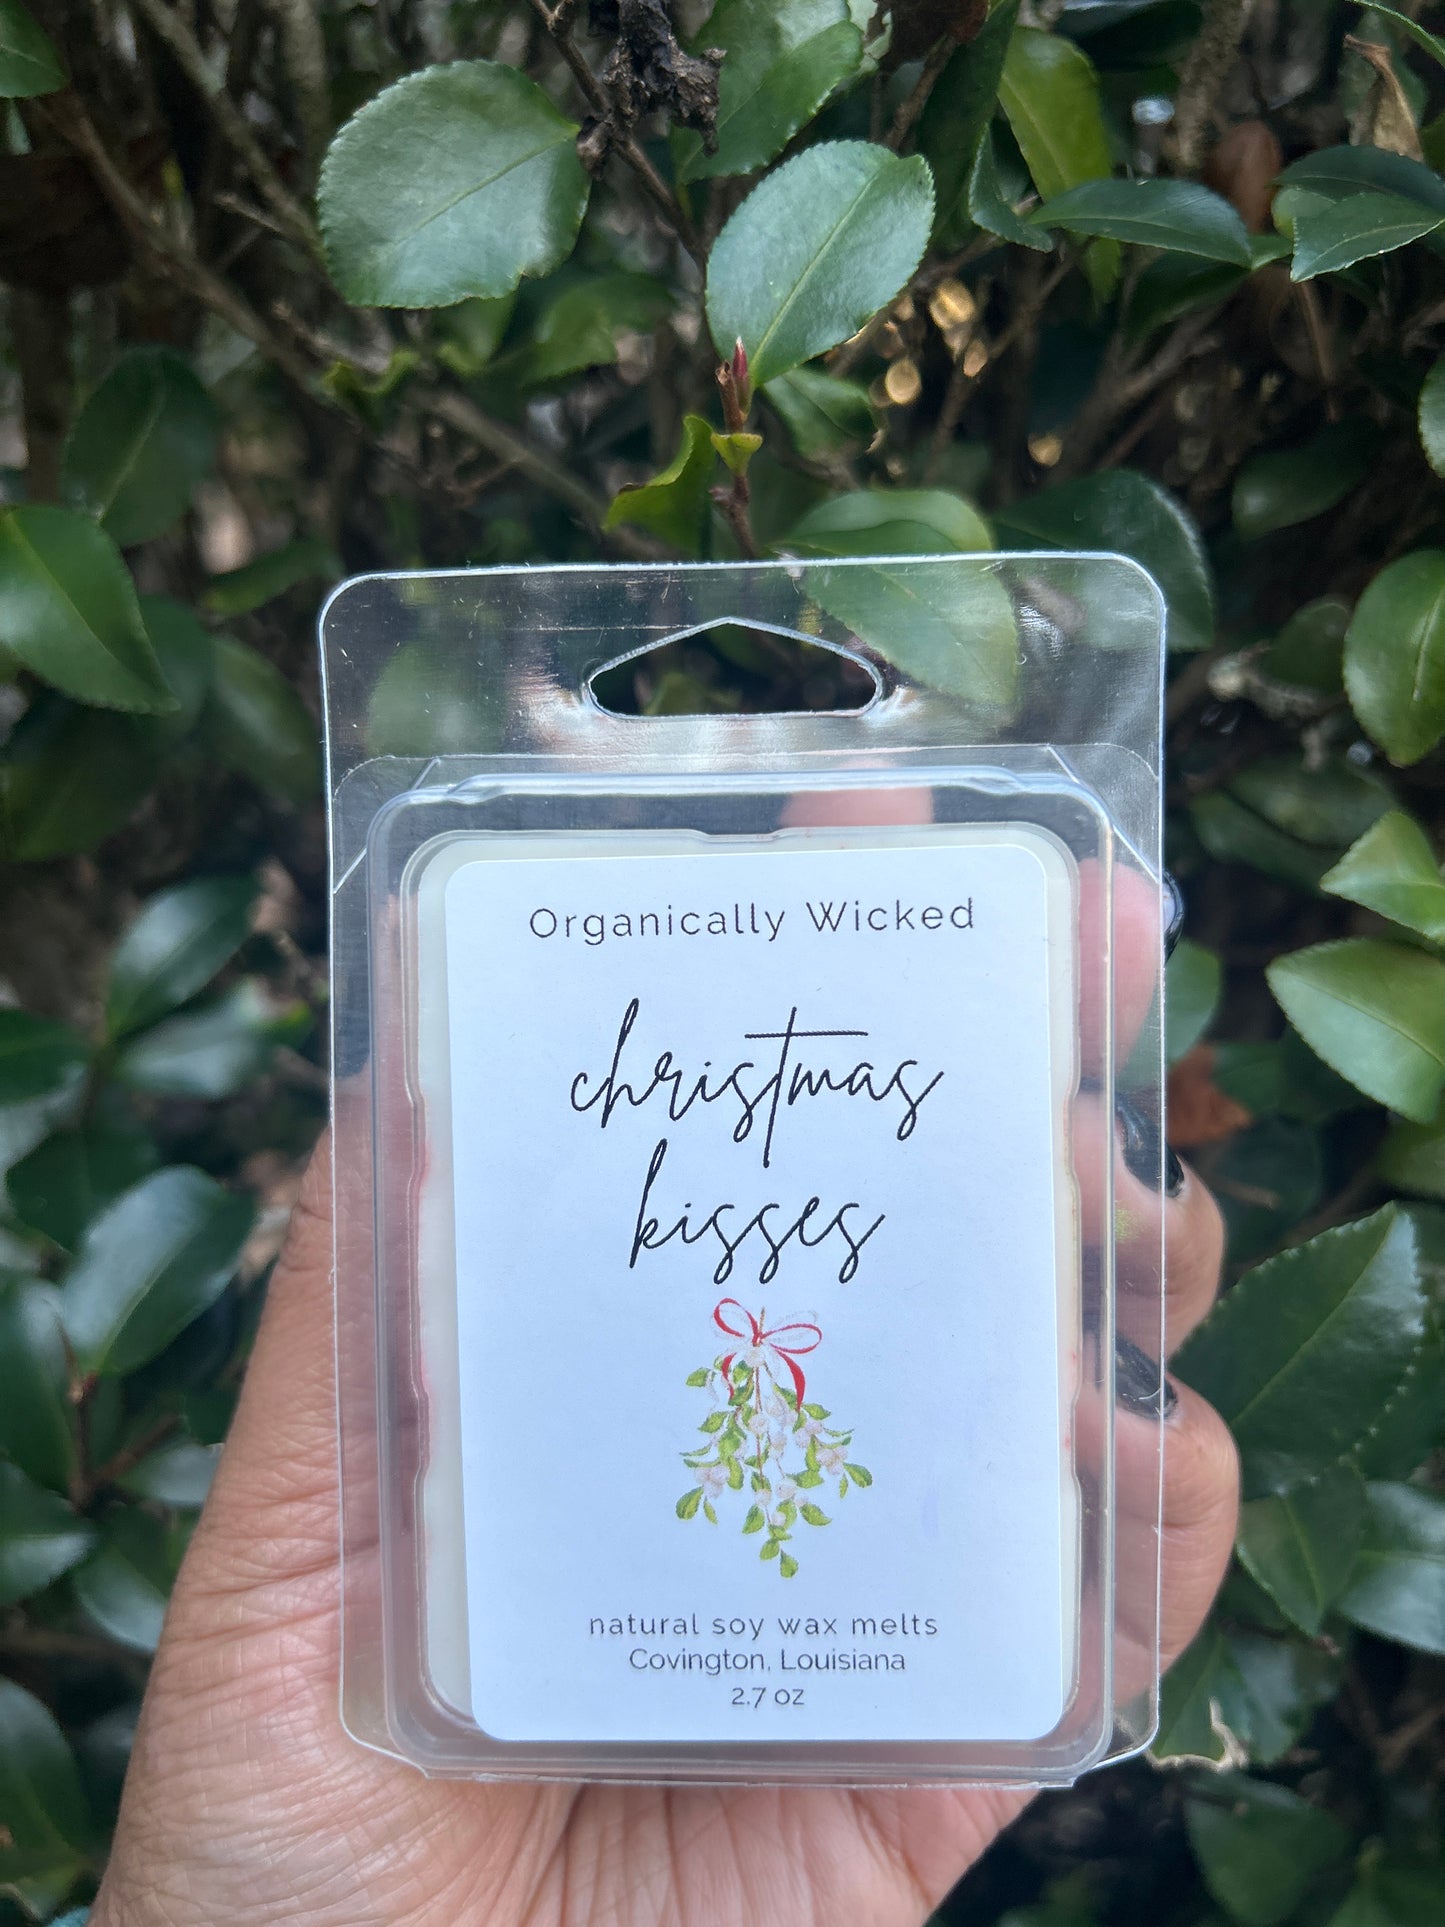 Organically Wicked
christmas
kisses
natural soy wax melts
Covington, Louisiana
2.7 oz